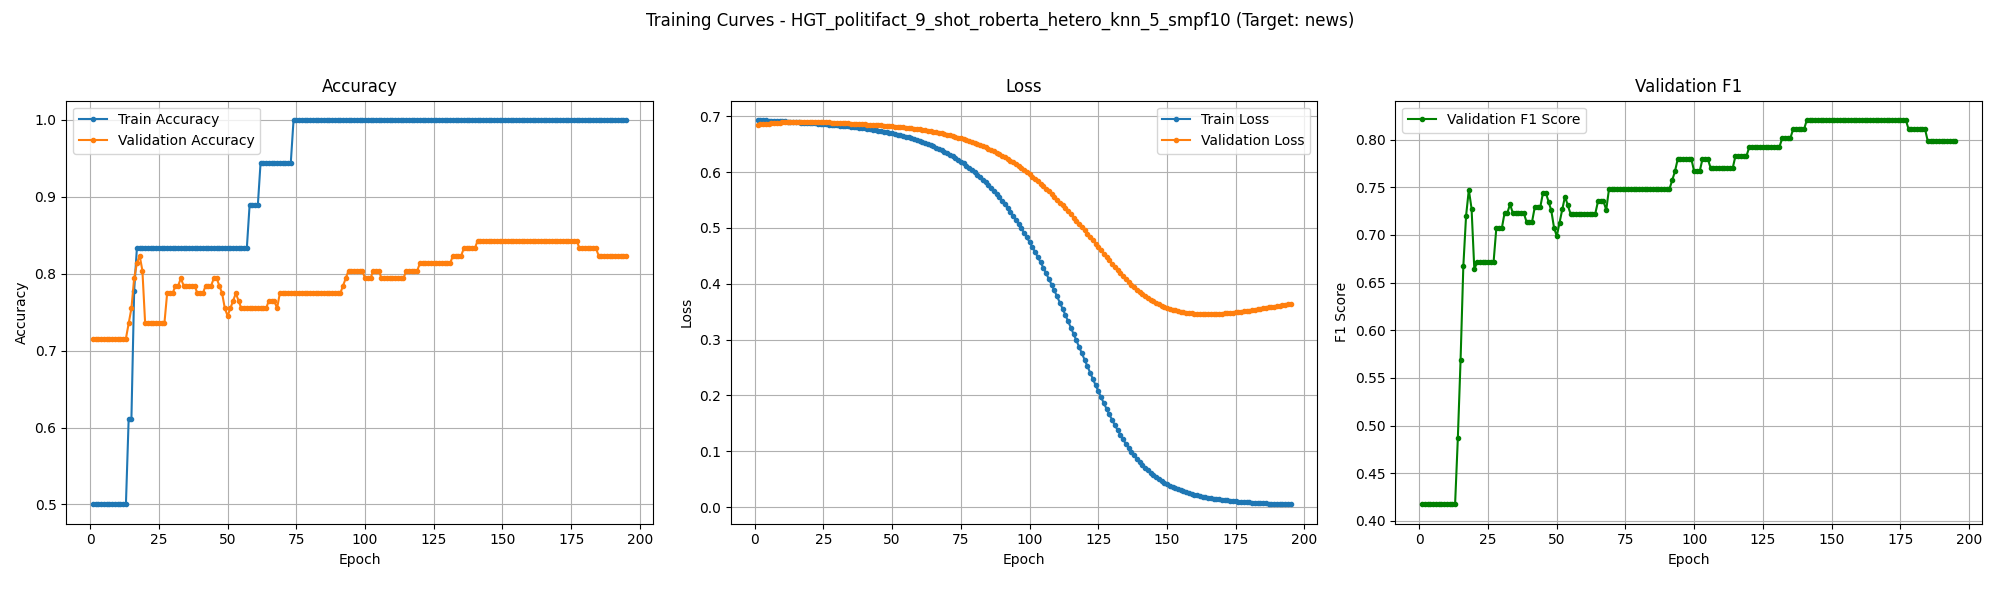 Training Curves - HGT_politifact_9_shot_roberta_hetero_knn_5_smpf10 (Target: news)
Accuracy
Train Accuracy
Validation Accuracy
Accuracy
1.0
0.9
0.8
0.7
0.6
0.5
0 25 50 75 100 125 150 175 200
Epoch
Loss
Train Loss
Validation Loss
Loss
0.7
0.6
0.5
0.4
0.3
0.2
0.1
0.0
0 25 50 75 100 125 150 175 200
Epoch
Validation F1
Validation F1 Score
F1 Score
0.80
0.75
0.70
0.65
0.60
0.55
0.50
0.45
0.40
0 25 50 75 100 125 150 175 200
Epoch